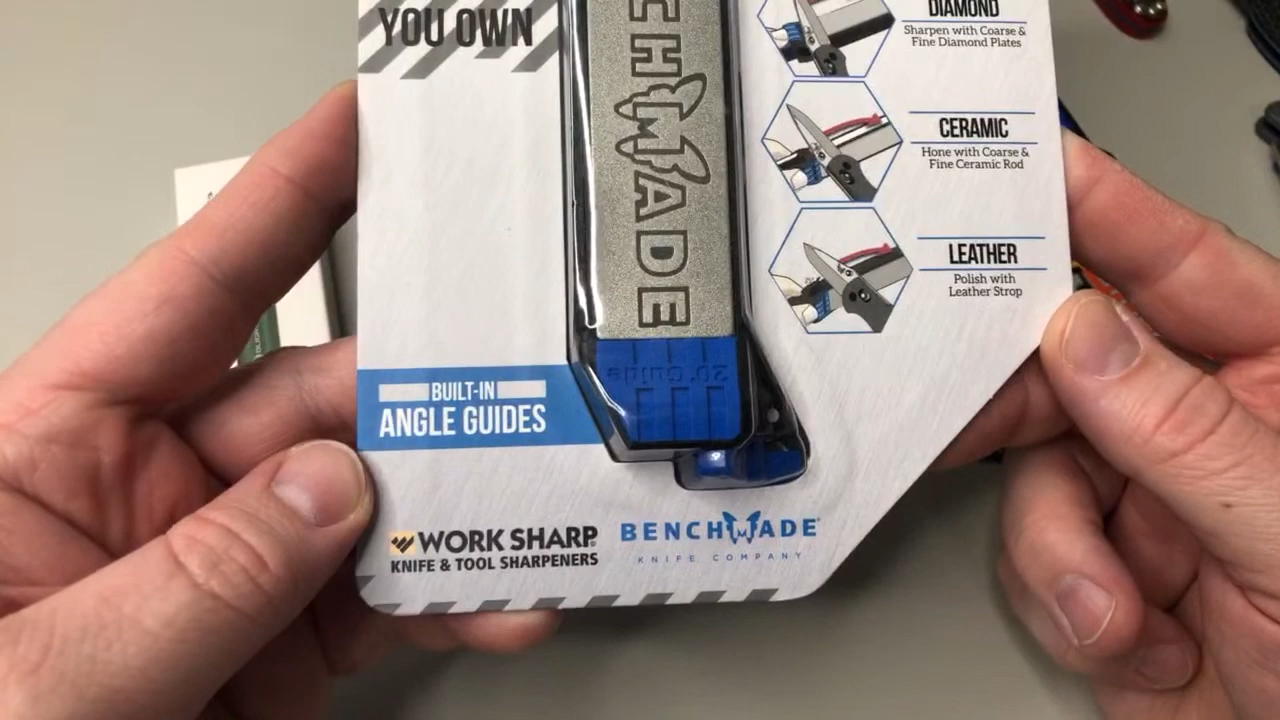 YOU OWN
BENCHMADE
20° Guide
BUILT-IN
ANGLE GUIDES
DIAMOND
Sharpen with Coarse &
Fine Diamond Plates
CERAMIC
Hone with Coarse &
Fine Ceramic Rod
LEATHER
Polish with
Leather Strop
WORK SHARP
KNIFE & TOOL SHARPENERS
BENCHMADE
KNIFE COMPANY